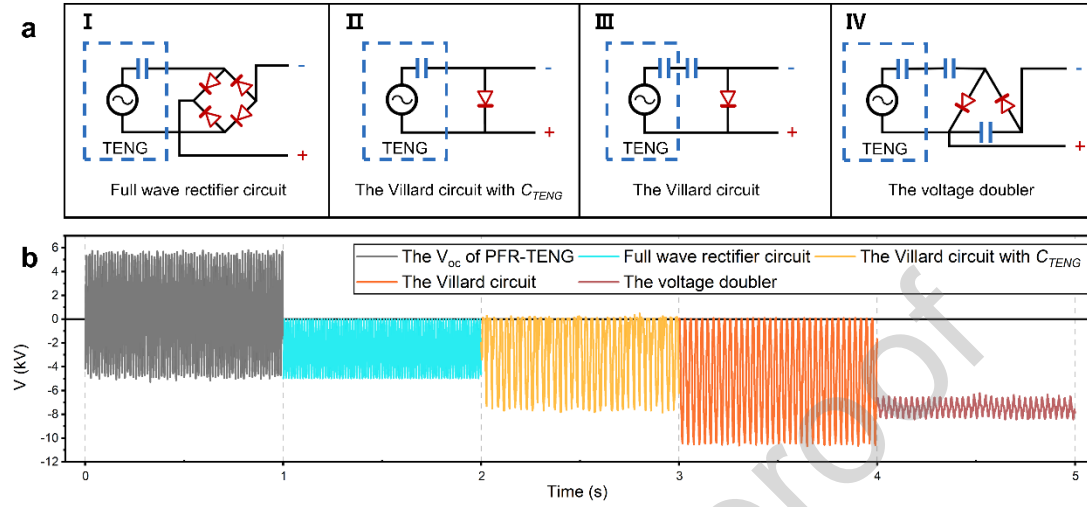 a
I
-
TENG
+
Full wave rectifier circuit
II
-
TENG
+
The Villard circuit with C_TENG
III
-
TENG
+
The Villard circuit
IV
-
TENG
+
The voltage doubler
b
The V_oc of PFR-TENG
Full wave rectifier circuit
The Villard circuit with C_TENG
The Villard circuit
The voltage doubler
V (kV)
6
4
2
0
-2
-4
-6
-8
-10
-12
0 1 2 3 4 5
Time (s)
proof